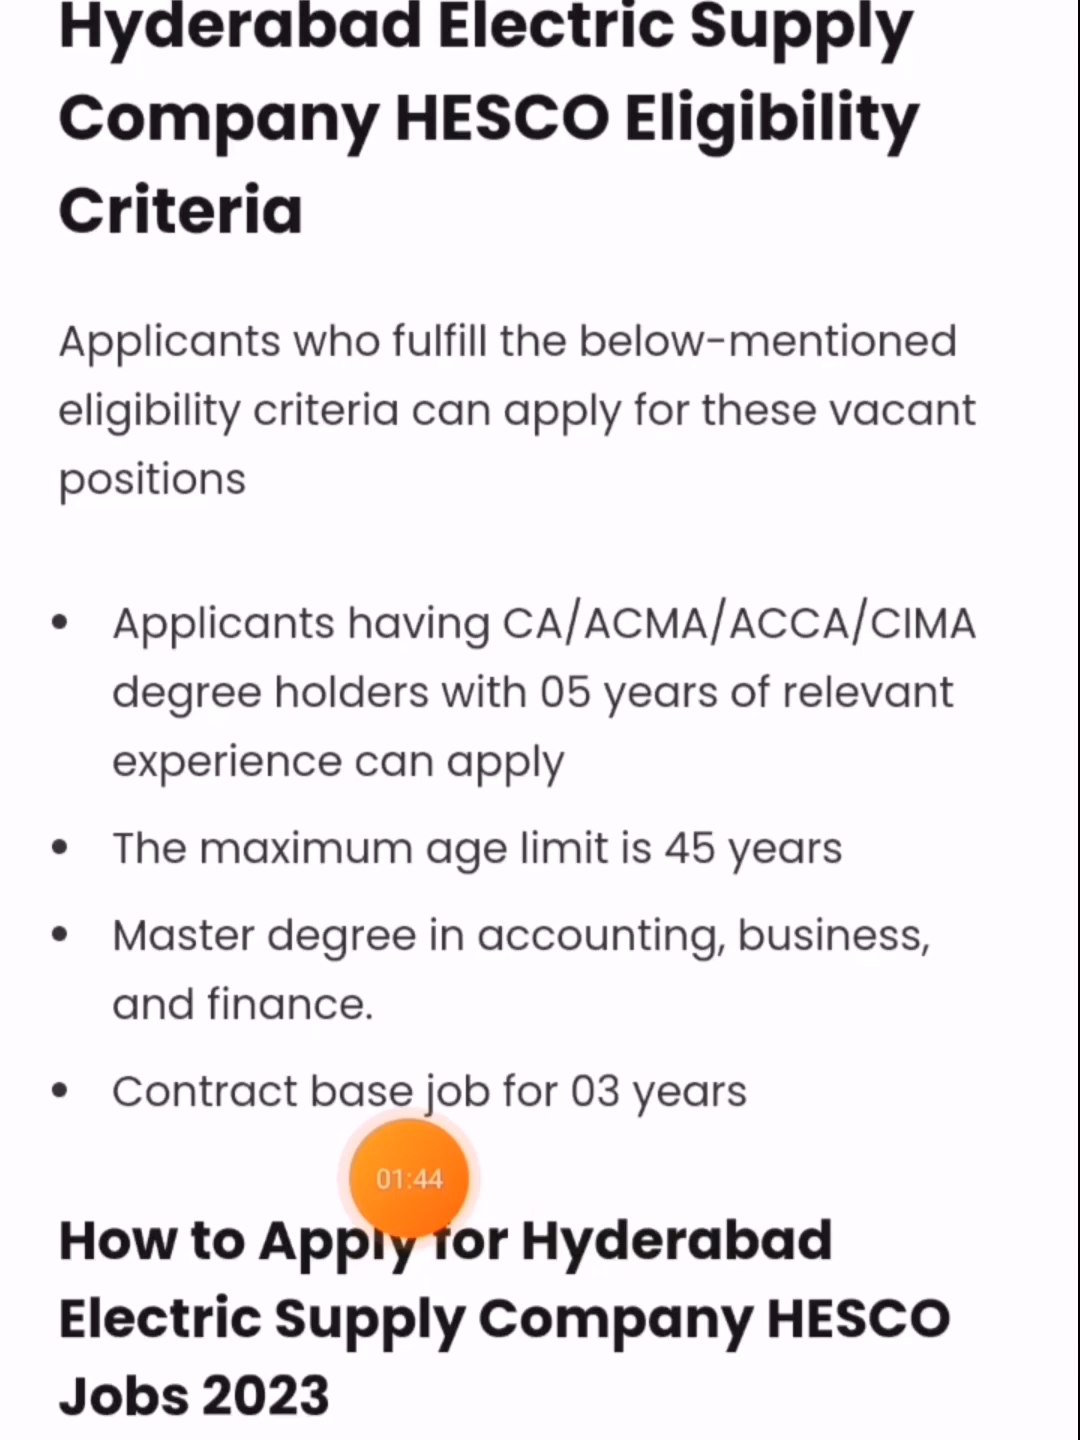 Hyderabad Electric Supply
Company HESCO Eligibility
Criteria
Applicants who fulfill the below-mentioned
eligibility criteria can apply for these vacant
positions
• Applicants having CA/ACMA/ACCA/CIMA
degree holders with 05 years of relevant
experience can apply
• The maximum age limit is 45 years
• Master degree in accounting, business,
and finance.
• Contract base job for 03 years
01:44
How to Apply for Hyderabad
Electric Supply Company HESCO
Jobs 2023